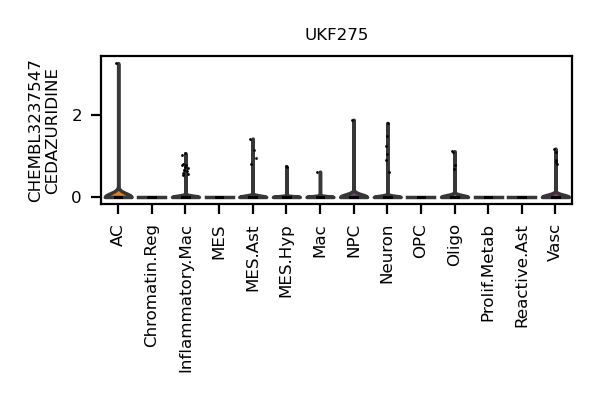 UKF275
CHEMBL3237547
CEDAZURIDINE
2
0
AC
Chromatin.Reg
Inflammatory.Mac
MES
MES.Ast
MES.Hyp
Mac
NPC
Neuron
OPC
Oligo
Prolif.Metab
Reactive.Ast
Vasc